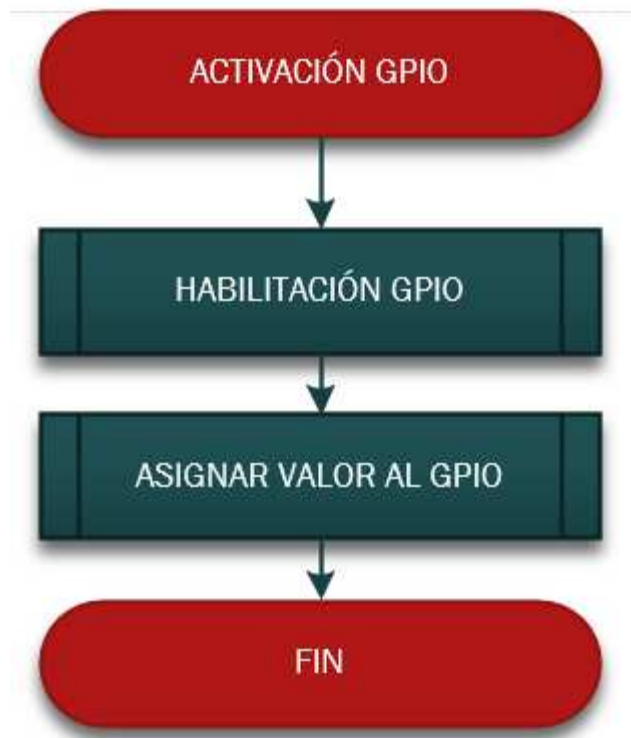 ACTIVACIÓN GPIO
HABILITACIÓN GPIO
ASIGNAR VALOR AL GPIO
FIN